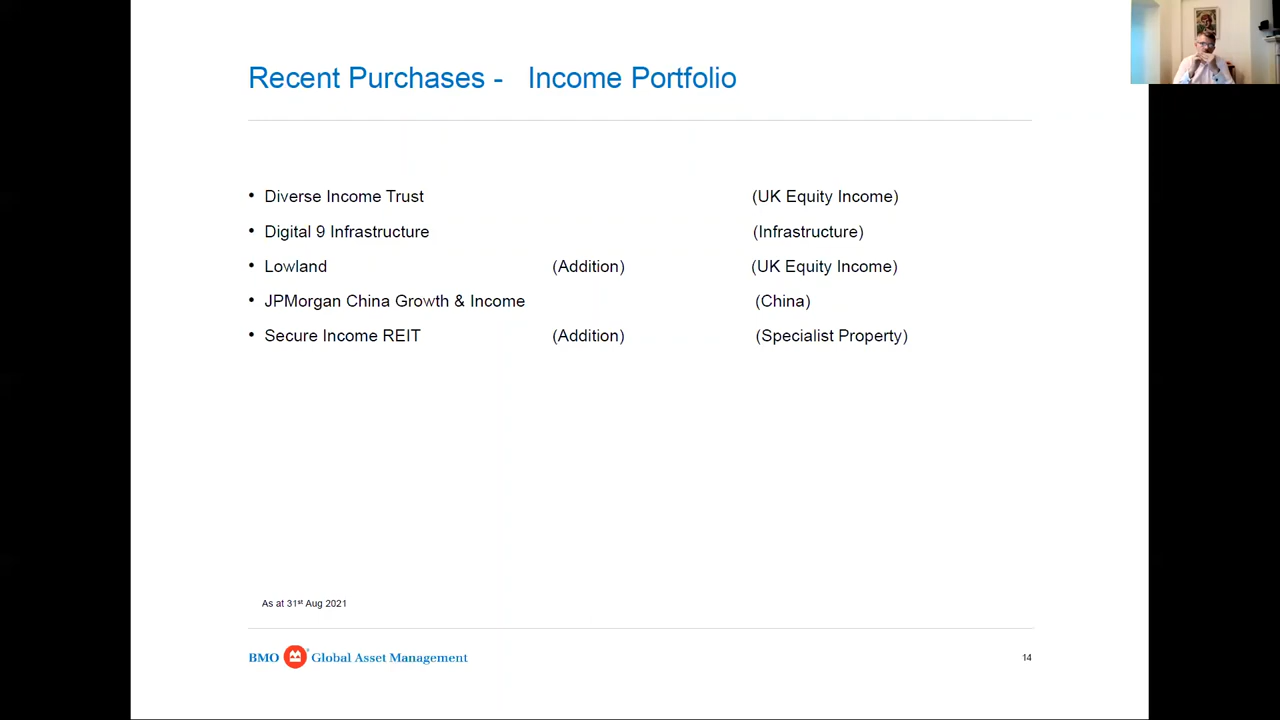 Recent Purchases - Income Portfolio
• Diverse Income Trust (UK Equity Income)
• Digital 9 Infrastructure (Infrastructure)
• Lowland (Addition) (UK Equity Income)
• JPMorgan China Growth & Income (China)
• Secure Income REIT (Addition) (Specialist Property)
As at 31st Aug 2021
BMO Global Asset Management 14